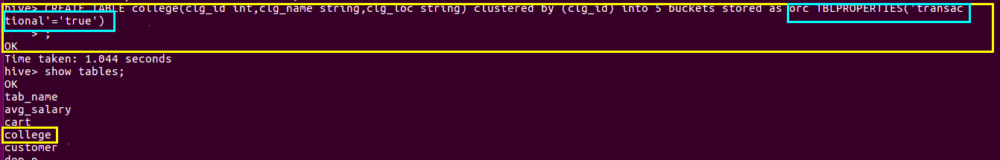 hive> CREATE TABLE college(clg_id int,clg_name string,clg_loc string) clustered by (clg_id) into 5 buckets stored as orc TBLPROPERTIES('transac
tional'='true')
> ;
OK
Time taken: 1.044 seconds
hive> show tables;
OK
tab_name
avg_salary
cart
college
customer
dep_n